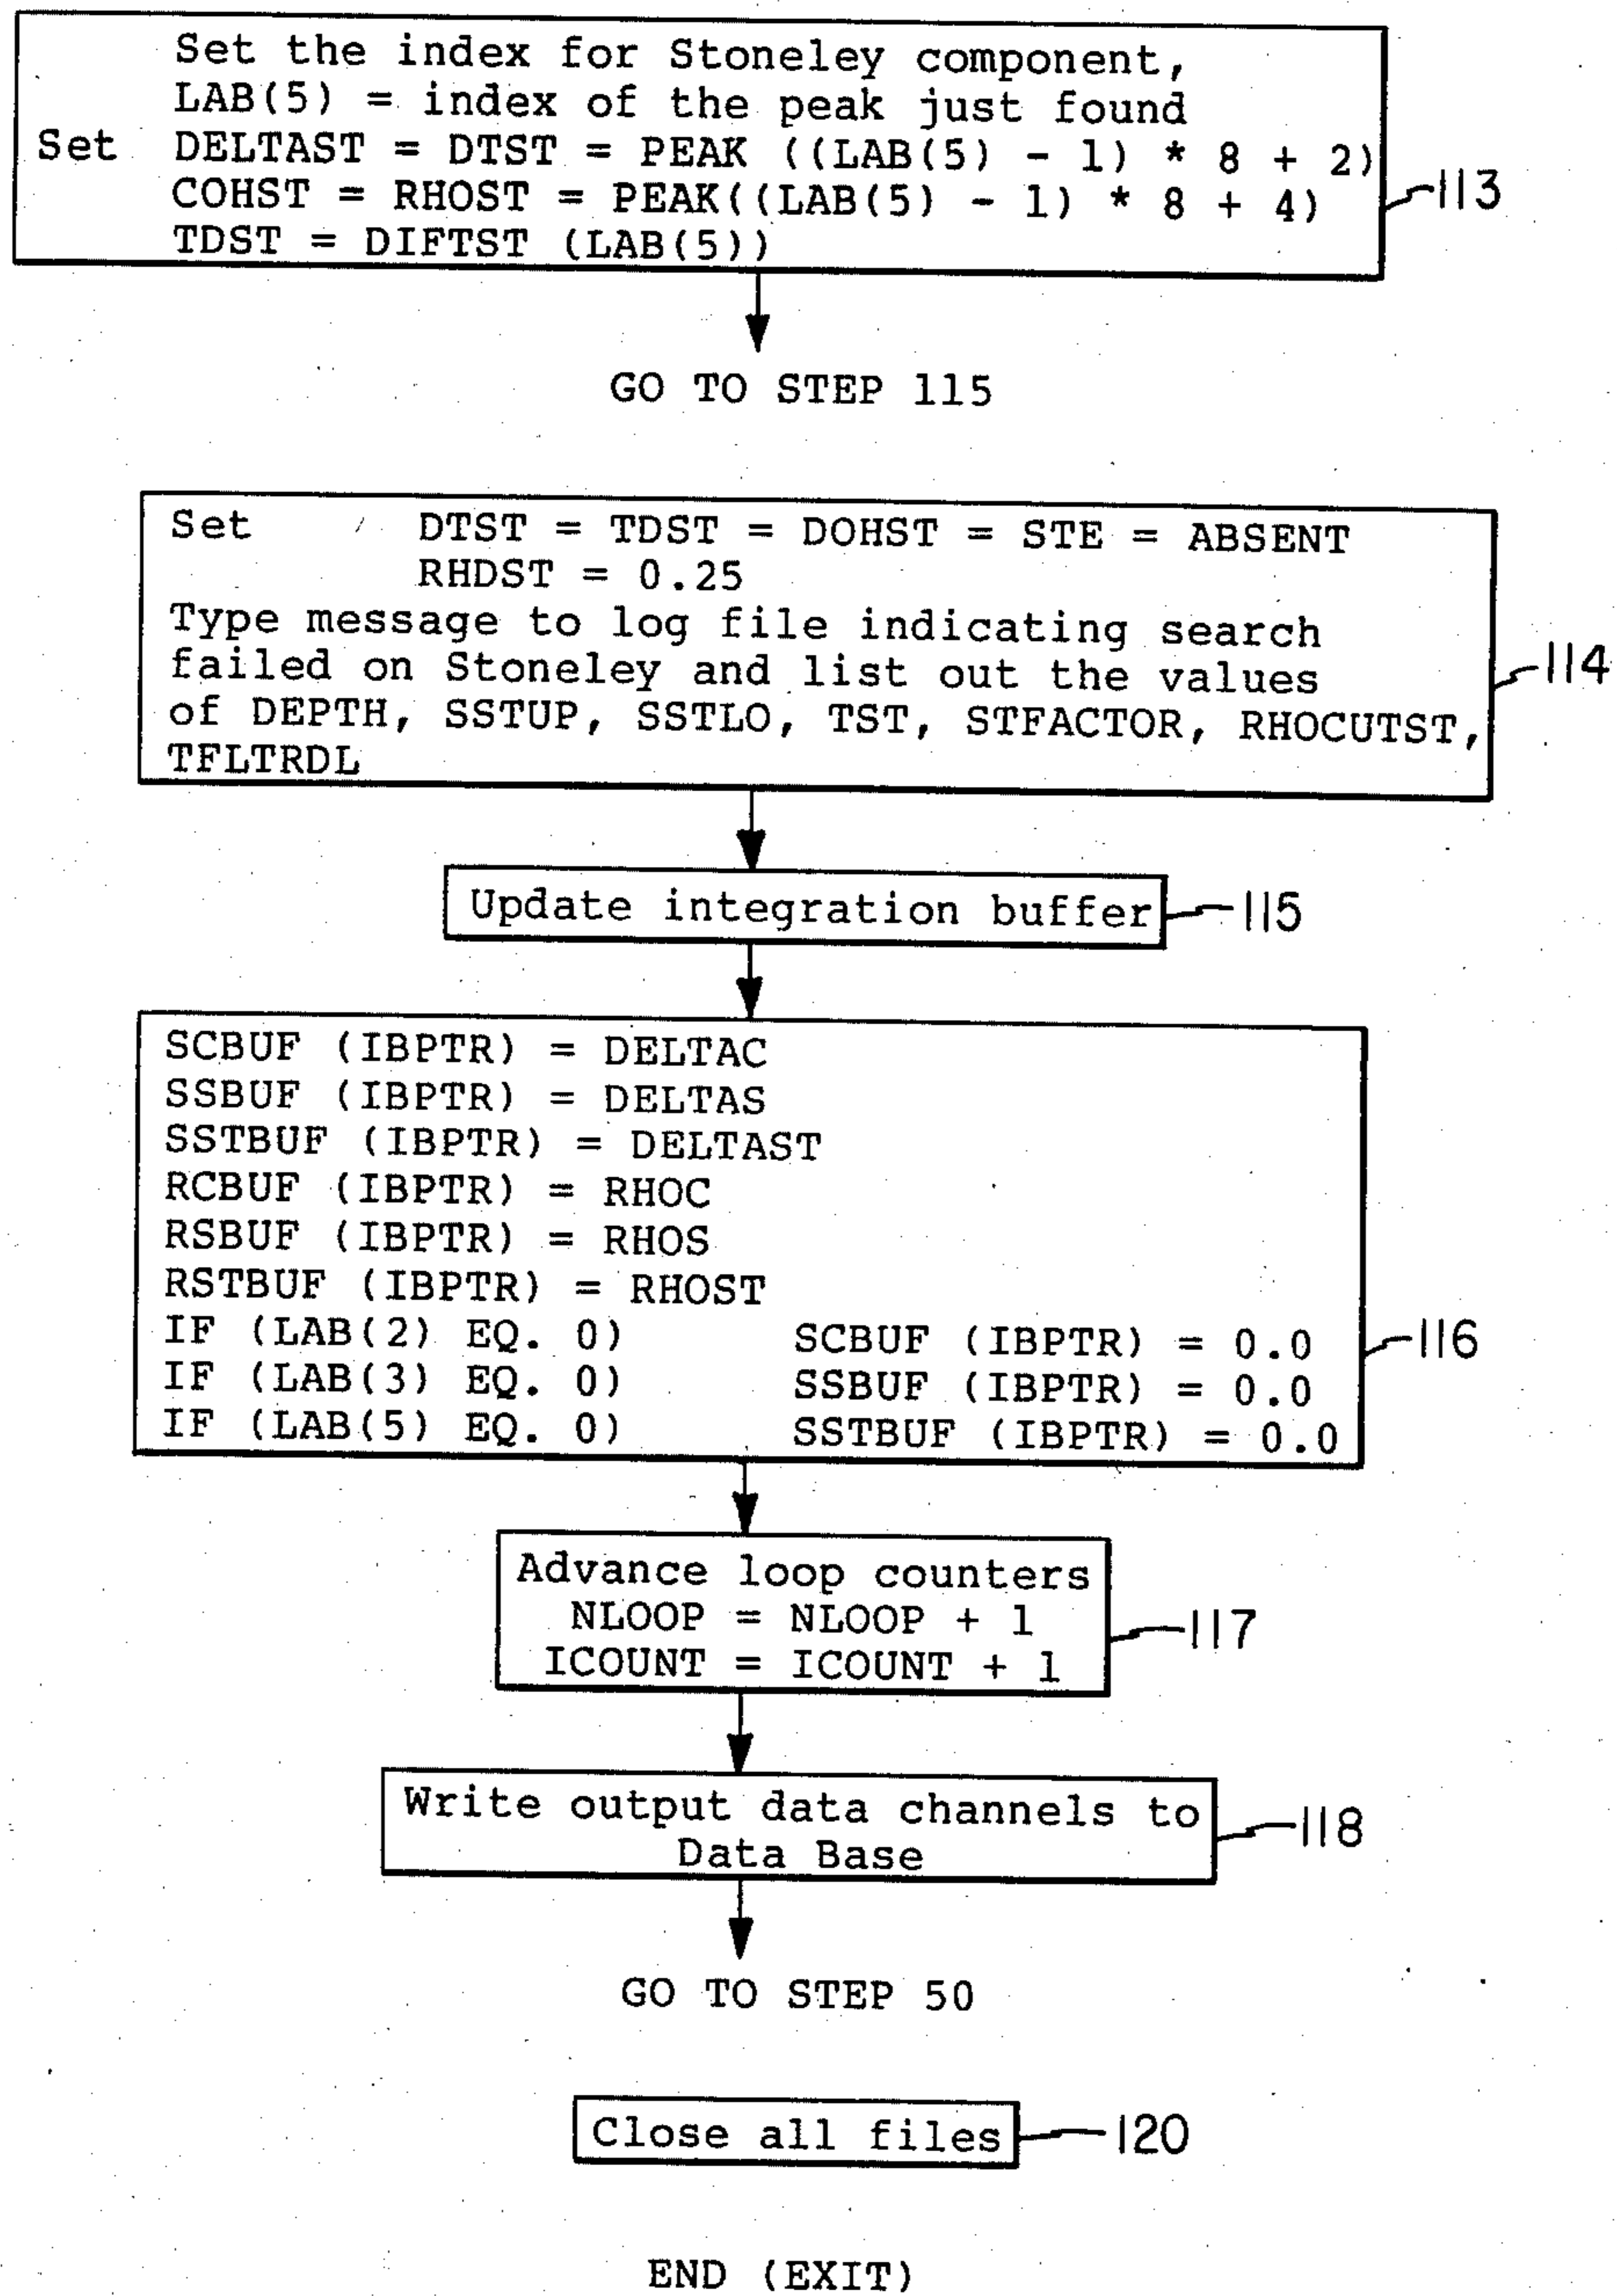 Set the index for Stoneley component,
LAB(5) = index of the peak just found
Set DELTAST = DTST = PEAK ((LAB(5) - 1) * 8 + 2)
COHST = RHOST = PEAK((LAB(5) - 1) * 8 + 4)
TDST = DIFTST (LAB(5))
113
GO TO STEP 115
Set DTST = TDST = DOHST = STE = ABSENT
RHDST = 0.25
Type message to log file indicating search
failed on Stoneley and list out the values
of DEPTH, SSTUP, SSTLO, TST, STFACTOR, RHOCUTST,
TFLTRDL
114
Update integration buffer
115
SCBUF (IBPTR) = DELTAC
SSBUF (IBPTR) = DELTAS
SSTBUF (IBPTR) = DELTAST
RCBUF (IBPTR) = RHOC
RSBUF (IBPTR) = RHOS
RSTBUF (IBPTR) = RHOST
IF (LAB(2) EQ. 0) SCBUF (IBPTR) = 0.0
IF (LAB(3) EQ. 0) SSBUF (IBPTR) = 0.0
IF (LAB(5) EQ. 0) SSTBUF (IBPTR) = 0.0
116
Advance loop counters
NLOOP = NLOOP + 1
ICOUNT = ICOUNT + 1
117
Write output data channels to
Data Base
118
GO TO STEP 50
Close all files
120
END (EXIT)